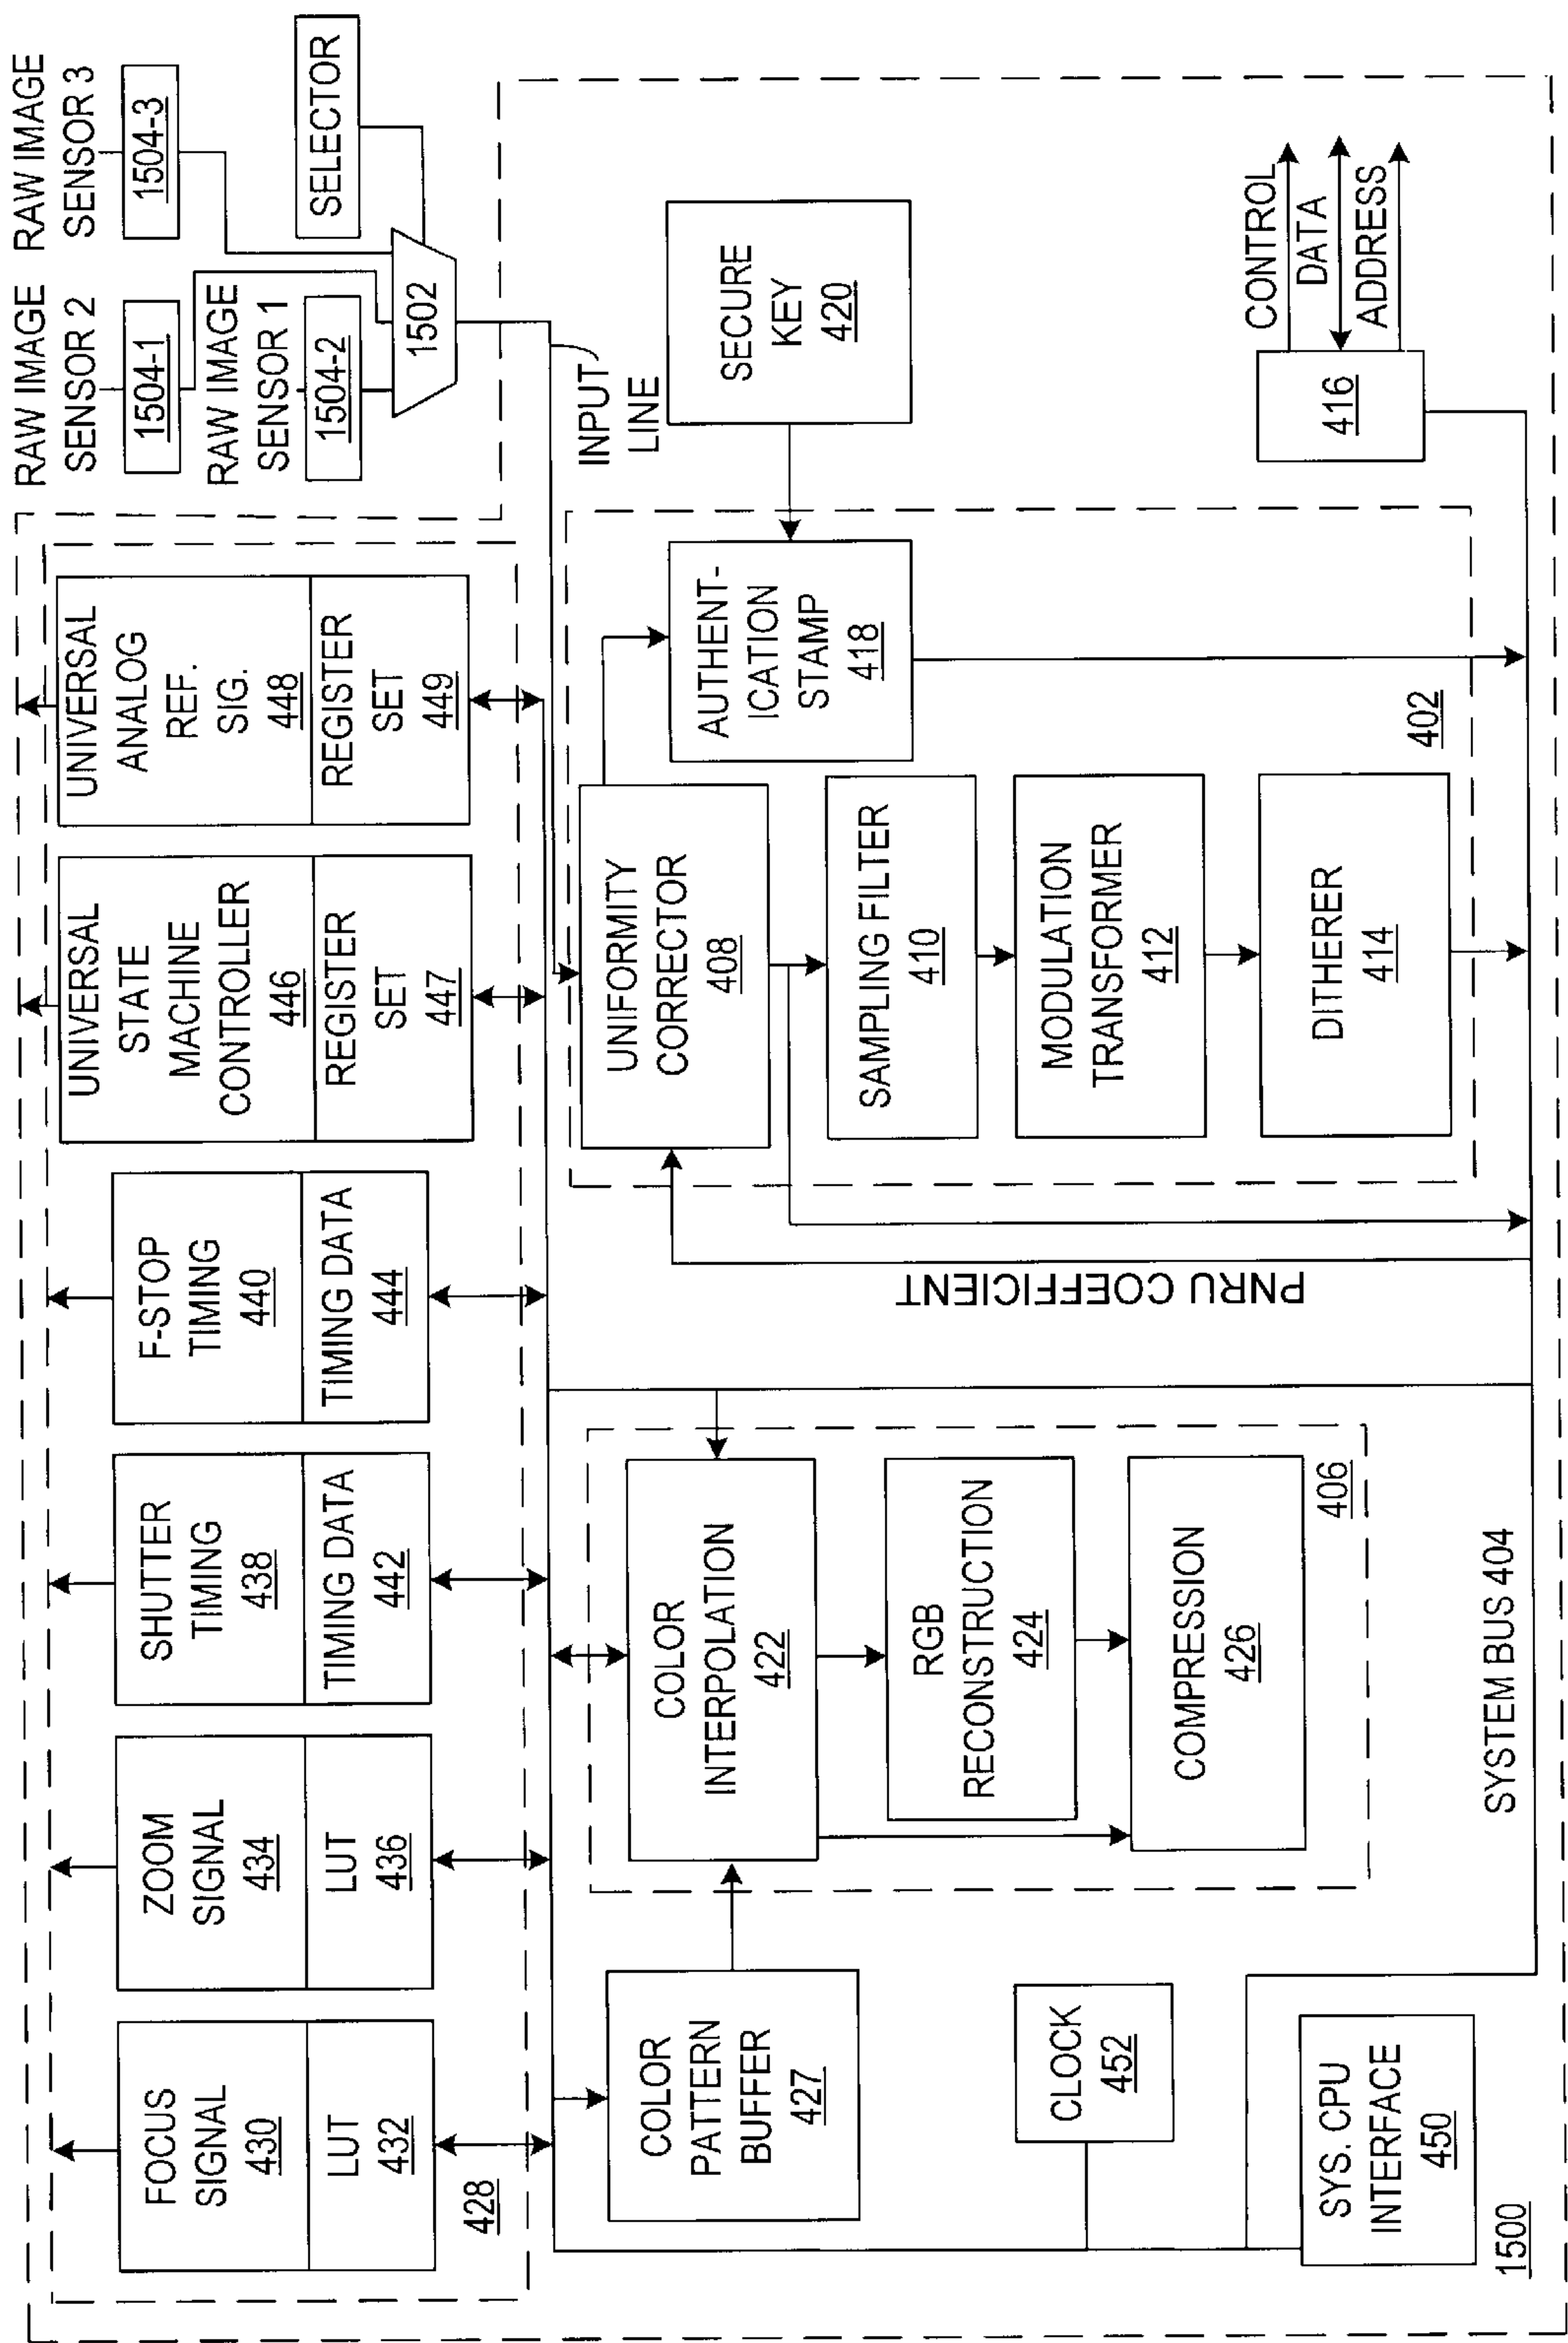 FOCUS
SIGNAL
430
LUT
432
428
ZOOM
SIGNAL
434
LUT
436
SHUTTER
TIMING
438
TIMING DATA
442
F-STOP
TIMING
440
TIMING DATA
444
UNIVERSAL
STATE
MACHINE
CONTROLLER
446
REGISTER
SET
447
UNIVERSAL
ANALOG
REF.
SIG.
448
REGISTER
SET
449
RAW IMAGE
SENSOR 2
1504-1
RAW IMAGE
SENSOR 1
1504-2
RAW IMAGE
SENSOR 3
1504-3
SELECTOR
1502
INPUT
LINE
COLOR
PATTERN
BUFFER
427
CLOCK
452
SYS. CPU
INTERFACE
450
1500
COLOR
INTERPOLATION
422
RGB
RECONSTRUCTION
424
COMPRESSION
426
406
SYSTEM BUS 404
PNRU COEFFICIENT
UNIFORMITY
CORRECTOR
408
SAMPLING FILTER
410
MODULATION
TRANSFORMER
412
DITHERER
414
AUTHENT-
ICATION
STAMP
418
402
SECURE
KEY
420
416
CONTROL
DATA
ADDRESS